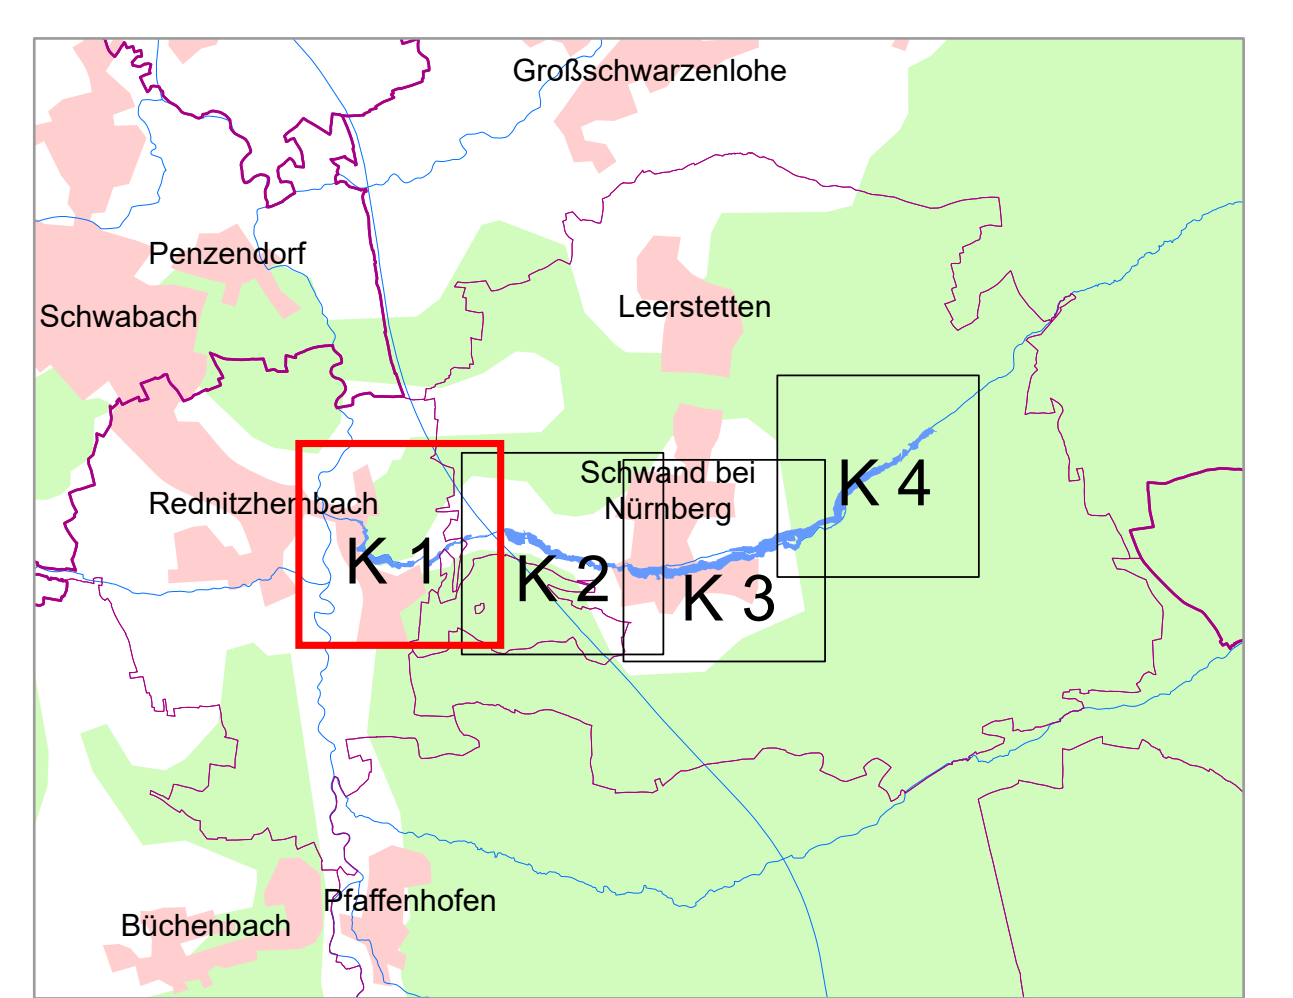 Großschwarzenlohe
Penzendorf
Schwabach
Leerstetten
Schwand bei
Nürnberg
Rednitzhembach
K 4
K 1
K 2
K 3
Pfaffenhofen
Büchenbach